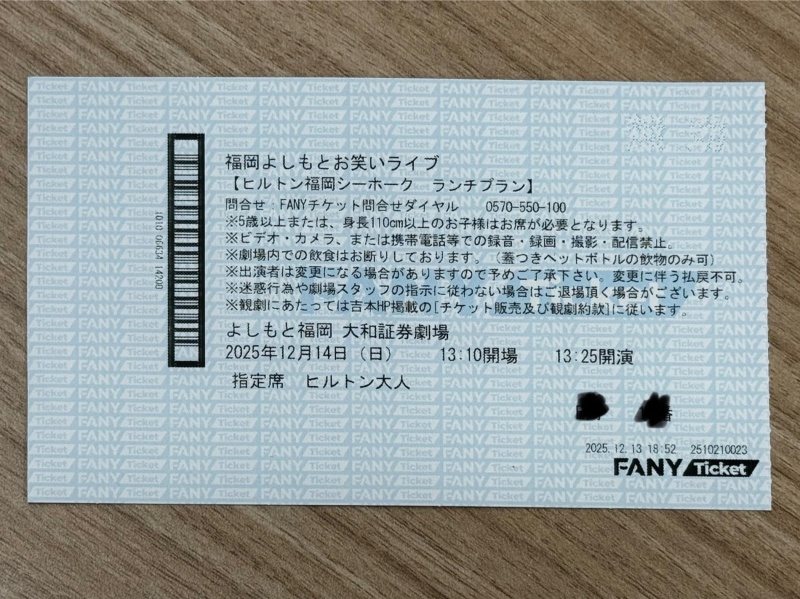 福岡よしもとお笑いライブ
【ヒルトン福岡シーホーク ランチプラン】
問合せ:FANYチケット問合せダイヤル 0570-550-100
※5歳以上または、身長110cm以上のお子様はお席が必要となります。
※ビデオ・カメラ、または携帯電話等での録音・録画・撮影・配信禁止。
※劇場内での飲食はお断りしております。(蓋つきペットボトルの飲物のみ可)
※出演者は変更になる場合がありますので予めご了承下さい。変更に伴う払戻不可。
※迷惑行為や劇場スタッフの指示に従わない場合はご退場頂く場合がございます。
※観劇にあたっては吉本HP掲載の[チケット販売及び観劇約款]に従います。
よしもと福岡 大和証券劇場
2025年12月14日(日) 13:10開場 13:25開演
指定席 ヒルトン大人
番
2025.12.13 18:52 2510210023
FANY Ticket